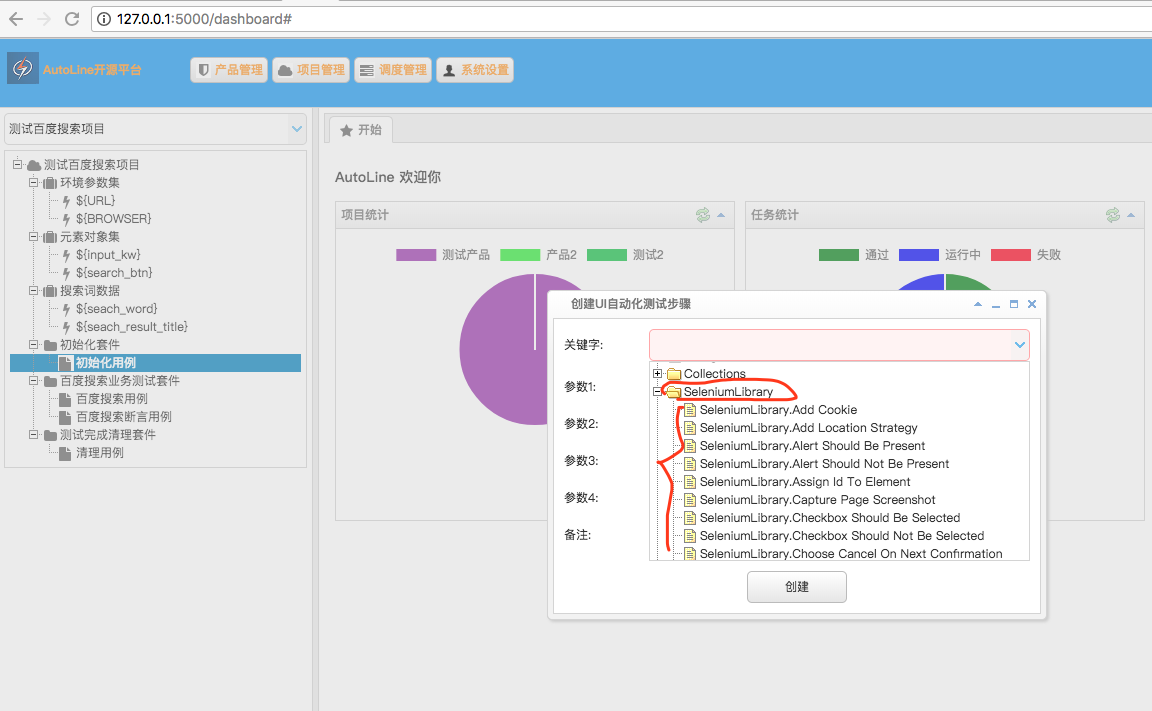 127.0.0.1:5000/dashboard#
AutoLine开源平台
产品管理
项目管理
调度管理
系统设置
测试百度搜索项目
测试百度搜索项目
环境参数集
${URL}
${BROWSER}
元素对象集
${input_kw}
${search_btn}
搜索词数据
${seach_word}
${seach_result_title}
初始化套件
初始化用例
百度搜索业务测试套件
百度搜索用例
百度搜索断言用例
测试完成清理套件
清理用例
开始
AutoLine 欢迎你
项目统计
测试产品
产品2
测试2
任务统计
通过
运行中
失败
创建UI自动化测试步骤
关键字:
参数1:
参数2:
参数3:
参数4:
备注:
Collections
SeleniumLibrary
SeleniumLibrary.Add Cookie
SeleniumLibrary.Add Location Strategy
SeleniumLibrary.Alert Should Be Present
SeleniumLibrary.Alert Should Not Be Present
SeleniumLibrary.Assign Id To Element
SeleniumLibrary.Capture Page Screenshot
SeleniumLibrary.Checkbox Should Be Selected
SeleniumLibrary.Checkbox Should Not Be Selected
SeleniumLibrary.Choose Cancel On Next Confirmation
创建